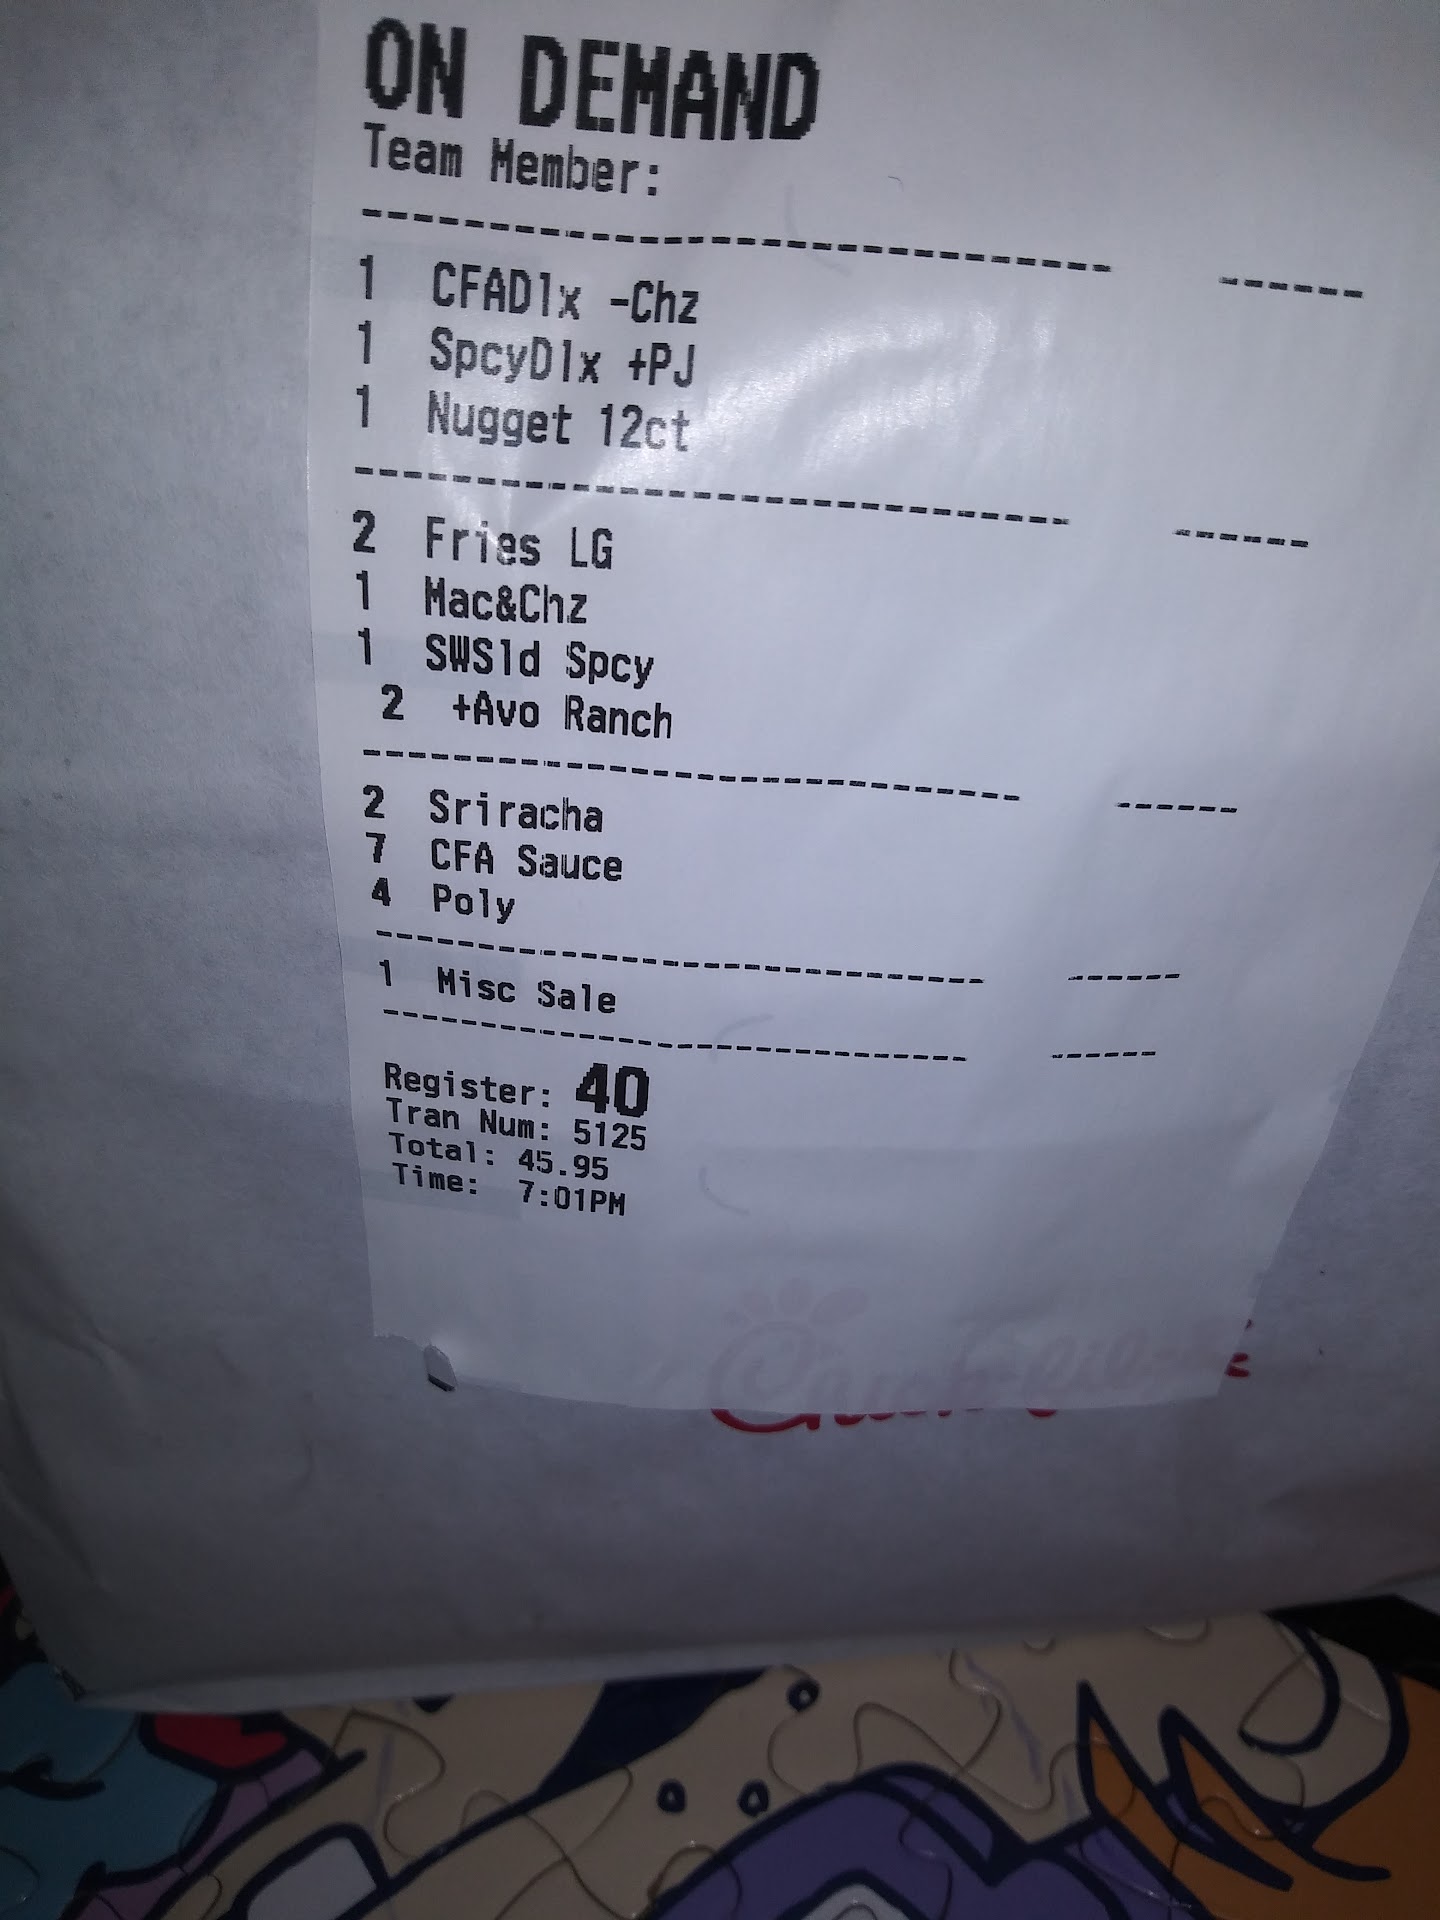 ON DEMAND
Team Member:
1 CFADlx -Chz
1 SpcyDlx +PJ
1 Nugget 12ct
2 Fries LG
1 Mac&Chz
1 SWSld Spcy
2 +Avo Ranch
2 Sriracha
7 CFA Sauce
4 Poly
1 Misc Sale
Register: 40
Tran Num: 5125
Total: 45.95
Time: 7:01PM
Chick-fil-A